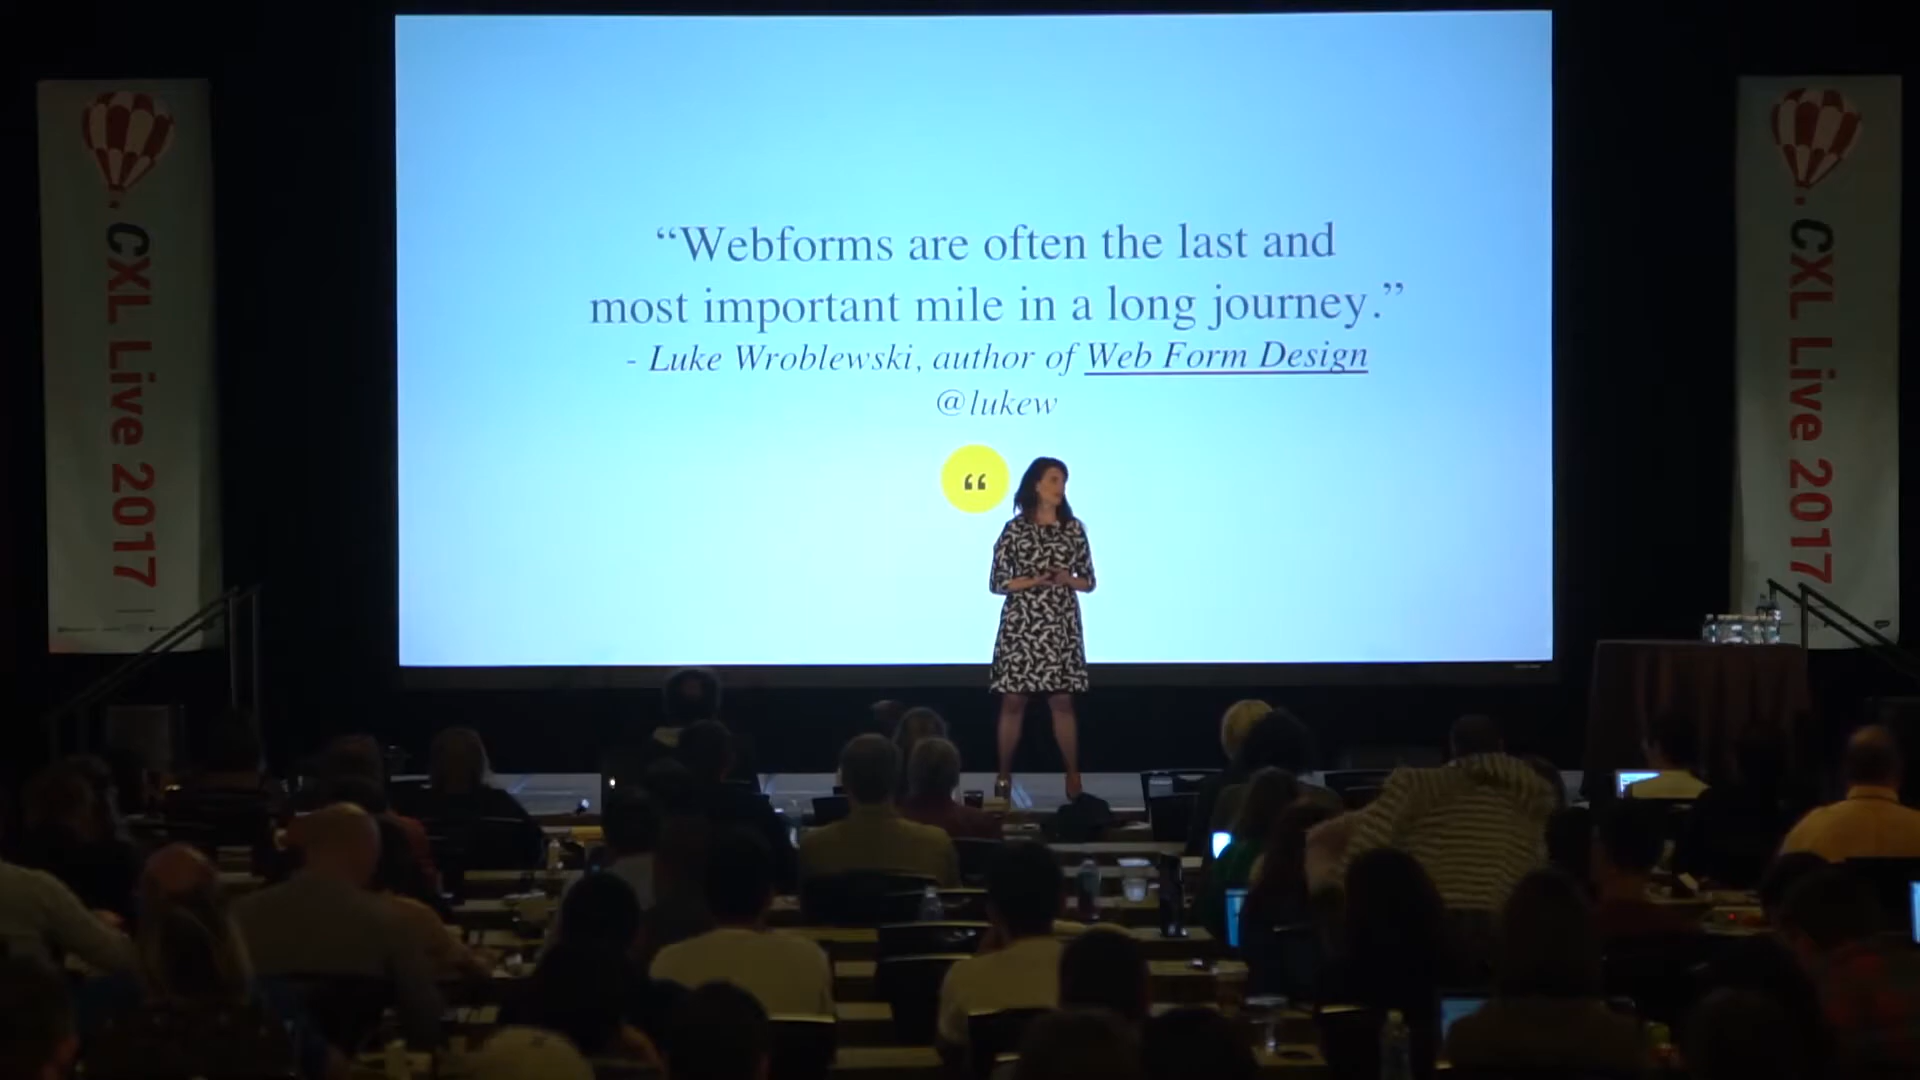 “Webforms are often the last and
most important mile in a long journey.”
- Luke Wroblewski, author of Web Form Design
@lukew
“
CXL Live 2017
CXL Live 2017